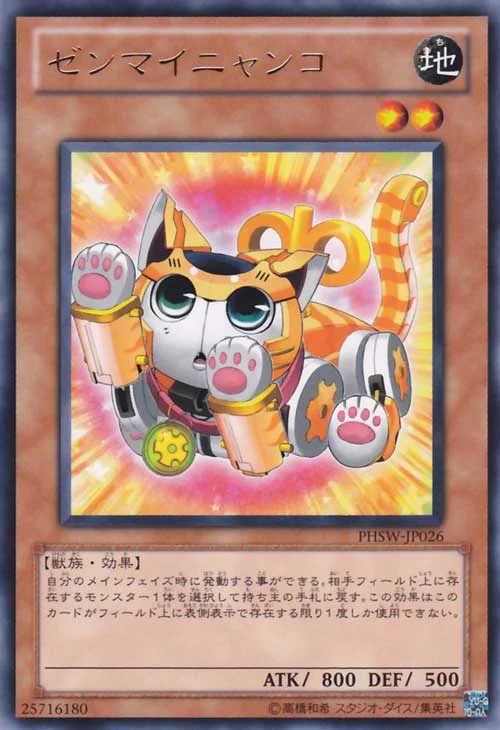 ゼンマイニャンコ
地
PHSW-JP026
【獣族・効果】
自分のメインフェイズ時に発動する事ができる。相手フィールド上に存
在するモンスター1体を選択して持ち主の手札に戻す。この効果はこの
カードがフィールド上に表側表示で存在する限り1度しか使用できない。
ATK/ 800 DEF/ 500
25716180
©高橋和希 スタジオ・ダイス/集英社